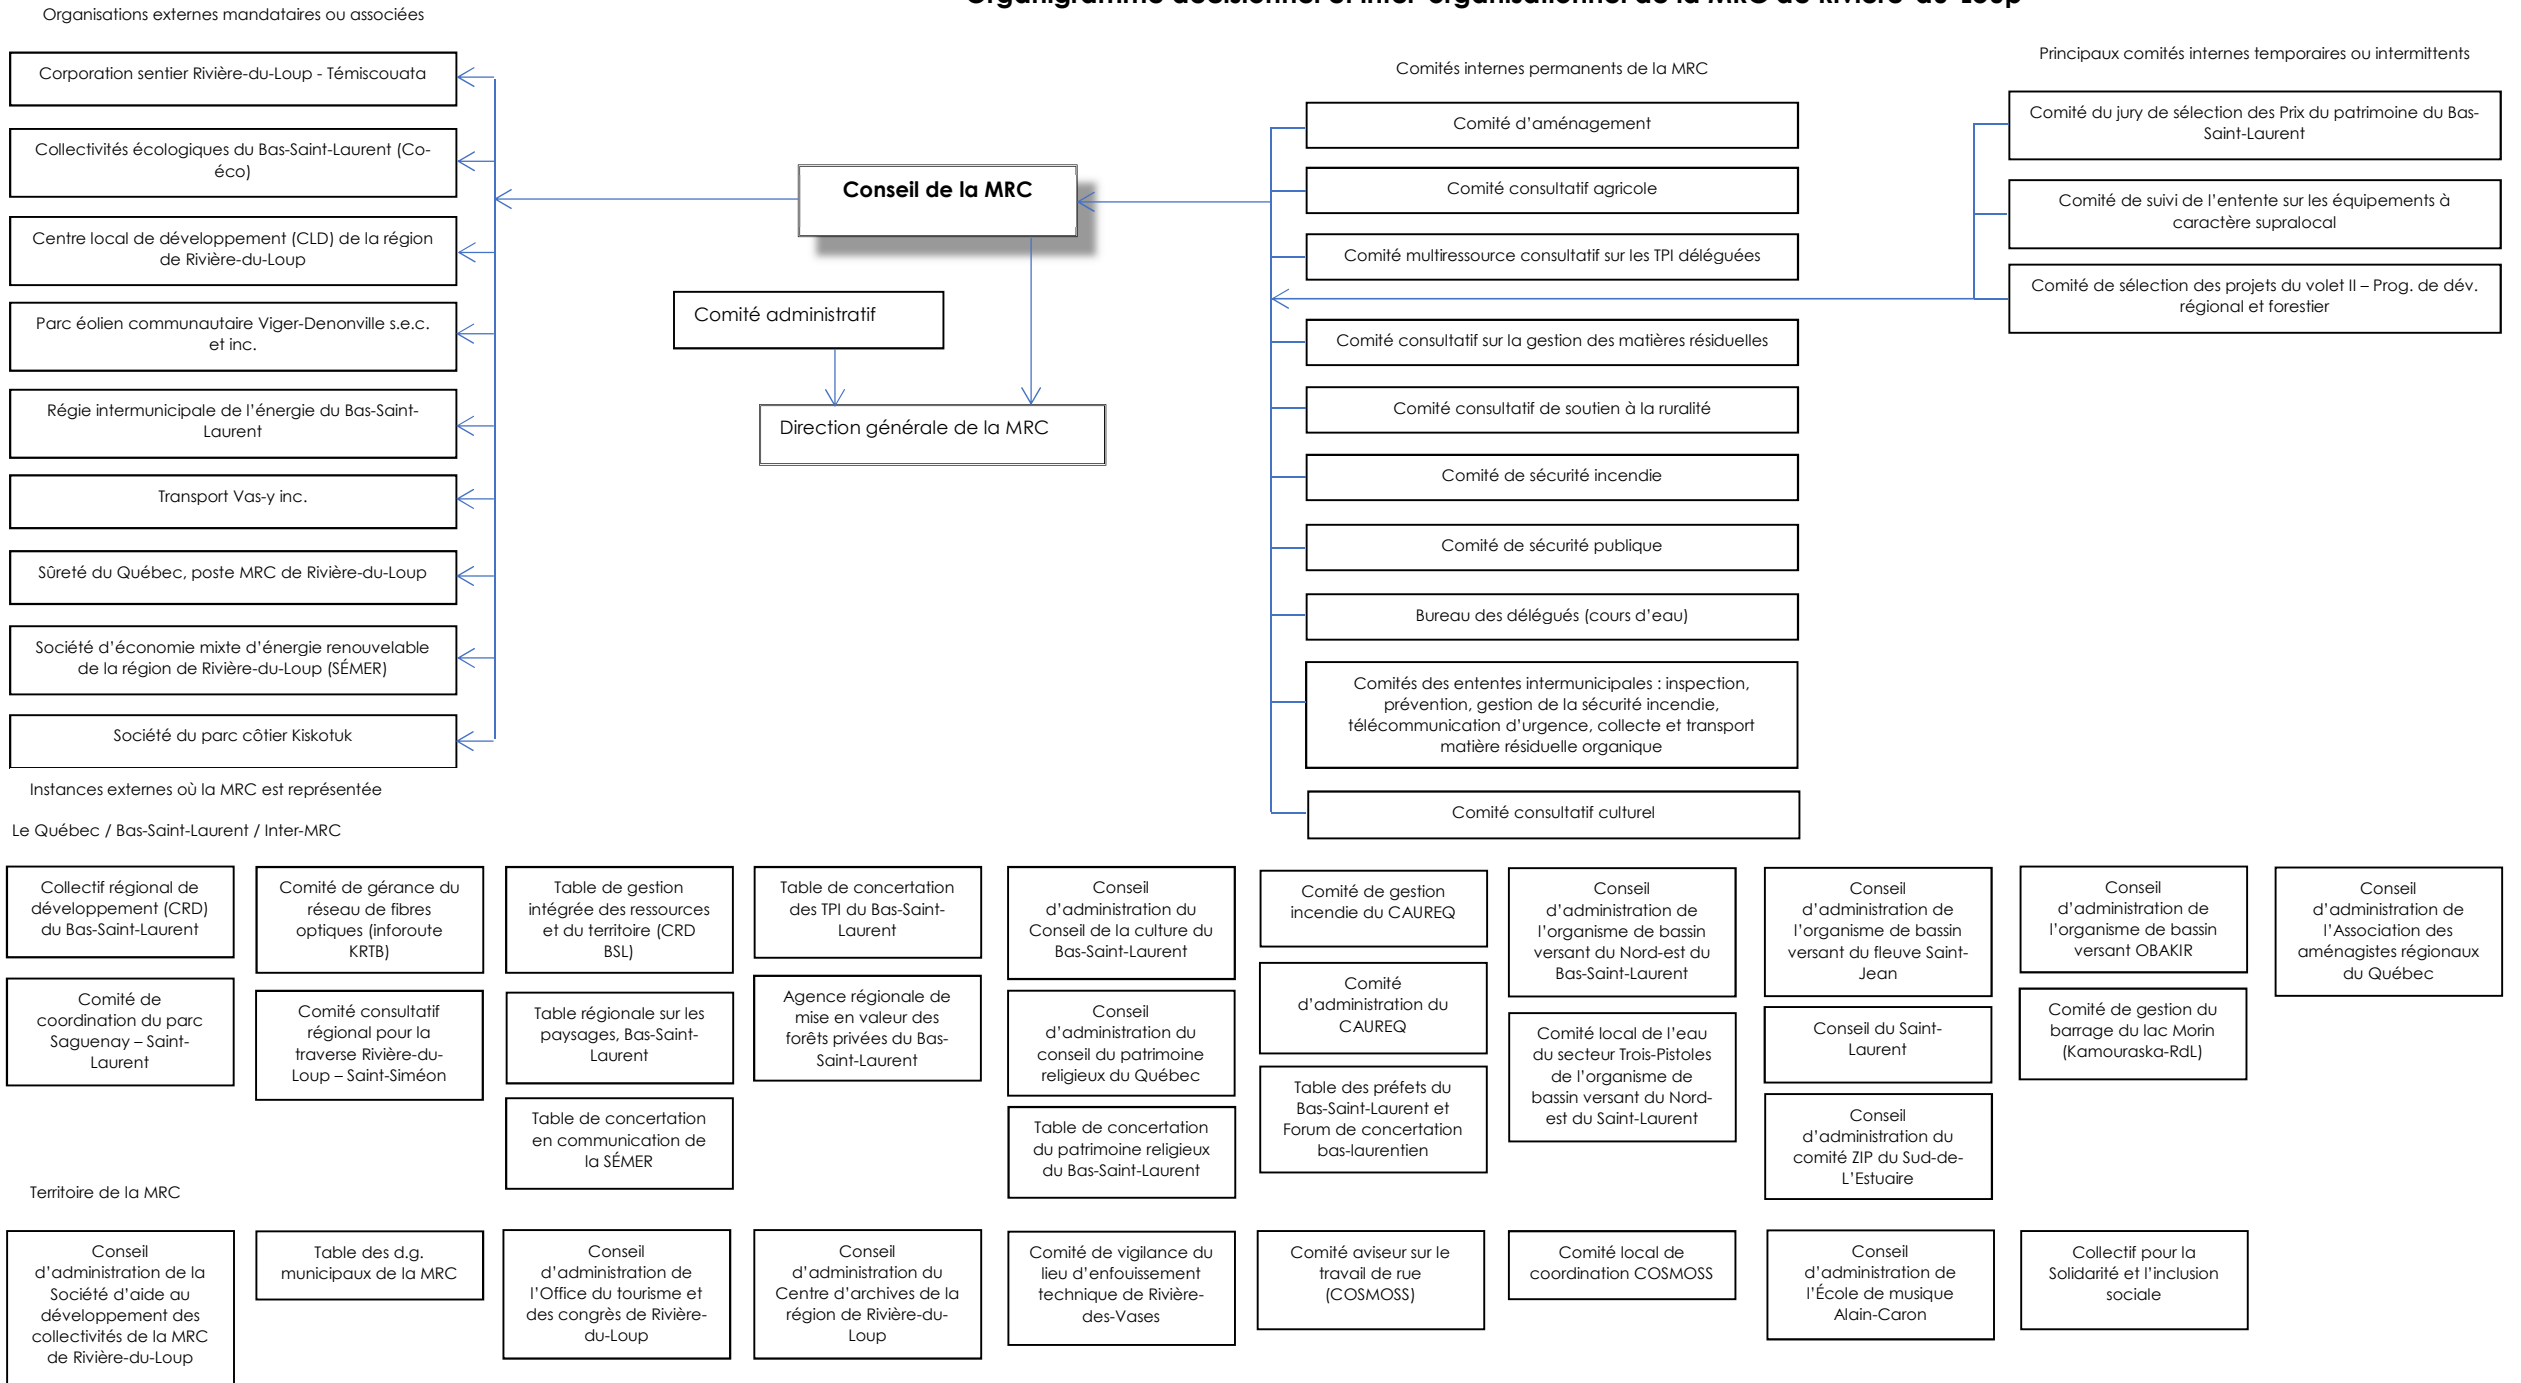 Organigramme décisionnel et inter-organisationnel de la MRC de Rivière-du-Loup
Organisations externes mandataires ou associées
Corporation sentier Rivière-du-Loup - Témiscouata
Collectivités écologiques du Bas-Saint-Laurent (Co-
éco)
Centre local de développement (CLD) de la région
de Rivière-du-Loup
Parc éolien communautaire Viger-Denonville s.e.c.
et inc.
Régie intermunicipale de l'énergie du Bas-Saint-
Laurent
Transport Vas-y inc.
Sûreté du Québec, poste MRC de Rivière-du-Loup
Société d'économie mixte d'énergie renouvelable
de la région de Rivière-du-Loup (SÉMER)
Société du parc côtier Kiskotuk
Conseil de la MRC
Comité administratif
Direction générale de la MRC
Comités internes permanents de la MRC
Comité d'aménagement
Comité consultatif agricole
Comité multiressource consultatif sur les TPI déléguées
Comité consultatif sur la gestion des matières résiduelles
Comité consultatif de soutien à la ruralité
Comité de sécurité incendie
Comité de sécurité publique
Bureau des délégués (cours d'eau)
Comités des ententes intermunicipales : inspection,
prévention, gestion de la sécurité incendie,
télécommunication d'urgence, collecte et transport
matière résiduelle organique
Comité consultatif culturel
Principaux comités internes temporaires ou intermittents
Comité du jury de sélection des Prix du patrimoine du Bas-
Saint-Laurent
Comité de suivi de l'entente sur les équipements à
caractère supralocal
Comité de sélection des projets du volet II – Prog. de dév.
régional et forestier
Instances externes où la MRC est représentée
Le Québec / Bas-Saint-Laurent / Inter-MRC
Collectif régional de
développement (CRD)
du Bas-Saint-Laurent
Comité de
coordination du parc
Saguenay – Saint-
Laurent
Comité de gérance du
réseau de fibres
optiques (inforoute
KRTB)
Comité consultatif
régional pour la
traverse Rivière-du-
Loup – Saint-Siméon
Table de gestion
intégrée des ressources
et du territoire (CRD
BSL)
Table régionale sur les
paysages, Bas-Saint-
Laurent
Table de concertation
en communication de
la SÉMER
Table de concertation
des TPI du Bas-Saint-
Laurent
Agence régionale de
mise en valeur des
forêts privées du Bas-
Saint-Laurent
Conseil
d'administration du
Conseil de la culture du
Bas-Saint-Laurent
Conseil
d'administration du
conseil du patrimoine
religieux du Québec
Table de concertation
du patrimoine religieux
du Bas-Saint-Laurent
Comité de gestion
incendie du CAUREQ
Comité
d'administration du
CAUREQ
Table des préfets du
Bas-Saint-Laurent et
Forum de concertation
bas-laurentien
Conseil
d'administration de
l'organisme de bassin
versant du Nord-est du
Bas-Saint-Laurent
Comité local de l'eau
du secteur Trois-Pistoles
de l'organisme de
bassin versant du Nord-
est du Saint-Laurent
Conseil
d'administration de
l'organisme de bassin
versant du fleuve Saint-
Jean
Conseil du Saint-
Laurent
Conseil
d'administration du
comité ZIP du Sud-de-
L'Estuaire
Conseil
d'administration de
l'organisme de bassin
versant OBAKIR
Comité de gestion du
barrage du lac Morin
(Kamouraska-RdL)
Conseil
d'administration de
l'Association des
aménagistes régionaux
du Québec
Territoire de la MRC
Conseil
d'administration de la
Société d'aide au
développement des
collectivités de la MRC
de Rivière-du-Loup
Table des d.g.
municipaux de la MRC
Conseil
d'administration de
l'Office du tourisme et
des congrès de Rivière-
du-Loup
Conseil
d'administration du
Centre d'archives de la
région de Rivière-du-
Loup
Comité de vigilance du
lieu d'enfouissement
technique de Rivière-
des-Vases
Comité aviseur sur le
travail de rue
(COSMOSS)
Comité local de
coordination COSMOSS
Conseil
d'administration de
l'École de musique
Alain-Caron
Collectif pour la
Solidarité et l'inclusion
sociale